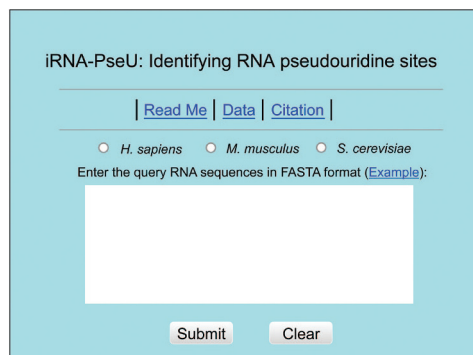 iRNA-PseU: Identifying RNA pseudouridine sites
| Read Me | Data | Citation |
H. sapiens M. musculus S. cerevisiae
Enter the query RNA sequences in FASTA format (Example):
Submit Clear